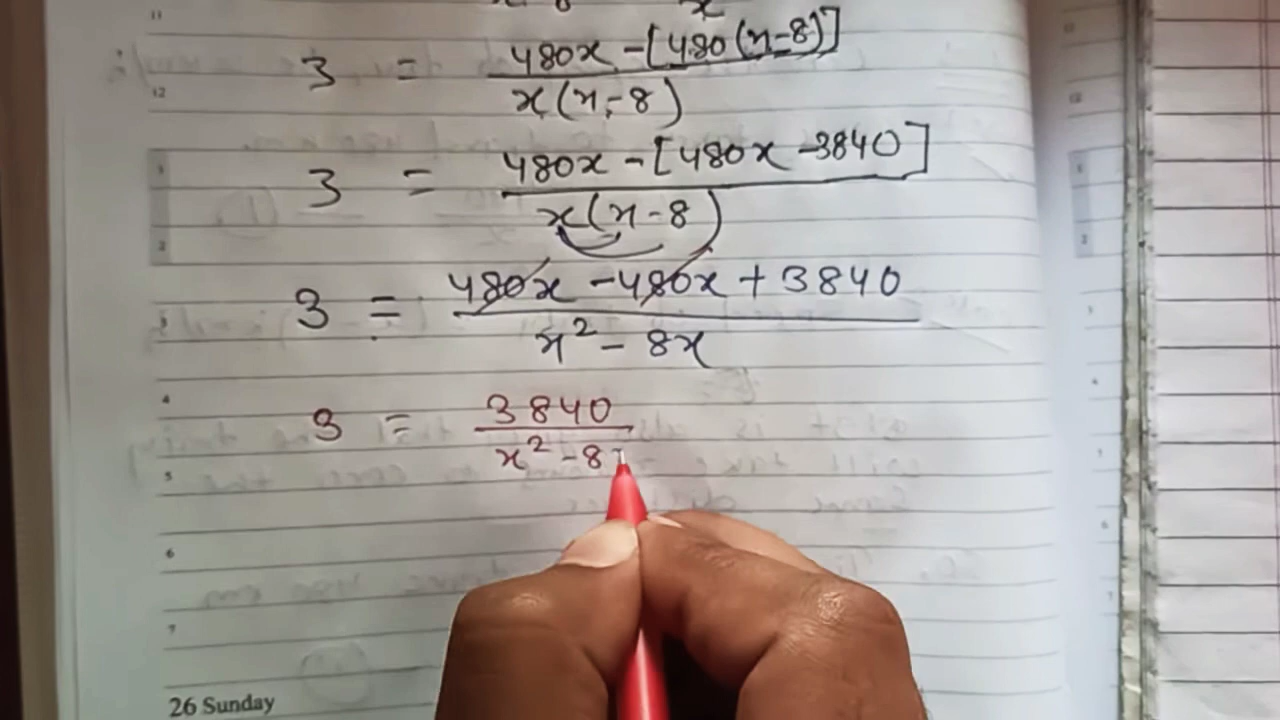 3 = 480x - [480(x-8)] / x(x-8)
3 = 480x - [480x - 3840] / x(x-8)
3 = 480x - 480x + 3840 / x² - 8x
3 = 3840 / x² - 8
26 Sunday